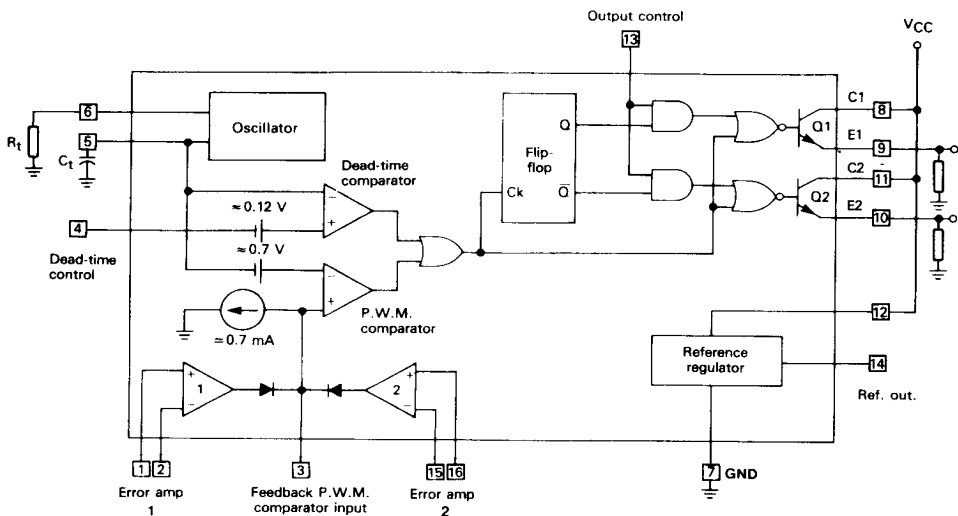 Output control
13
VCC
6
Rt
5
Ct
Oscillator
Dead-time
comparator
≈0.12 V
4
Dead-time
control
≈0.7 V
−
+
−
+
P.W.M.
comparator
≃0.7 mA
Flip-
flop
Q
Q̅
Ck
Q1
Q2
C1
8
E1
9
C2
11
E2
10
12
Reference
regulator
14
Ref. out.
+
−
1
+
−
2
1
2
3
15
16
7
GND
Error amp
1
Feedback P.W.M.
comparator input
Error amp
2